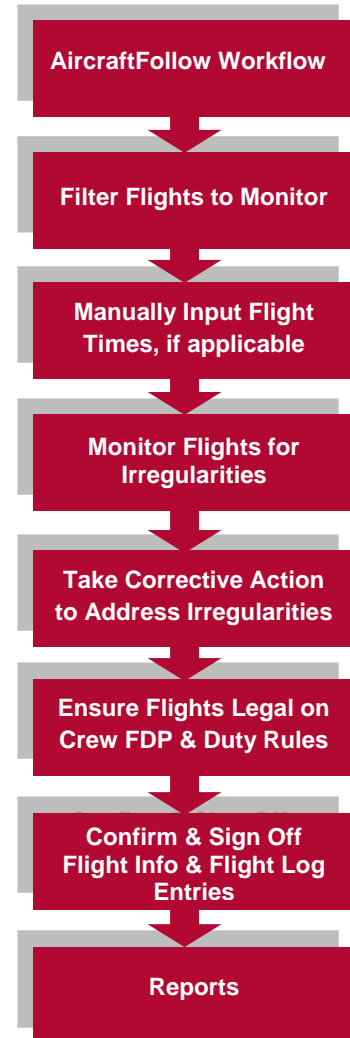 AircraftFollow Workflow
Filter Flights to Monitor
Manually Input Flight
Times, if applicable
Monitor Flights for
Irregularities
Take Corrective Action
to Address Irregularities
Ensure Flights Legal on
Crew FDP & Duty Rules
Confirm & Sign Off
Flight Info & Flight Log
Entries
Reports